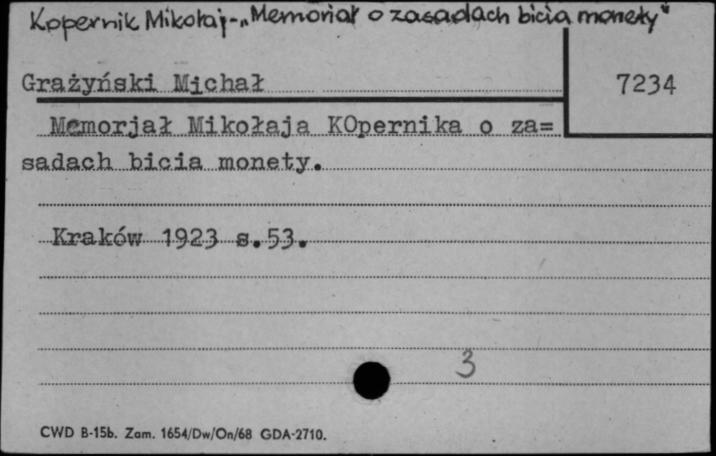 Kopernik Mikołaj - „Memoriał o zasadach bicia monety"
Grażyński Michał
7234
Memorjał Mikołaja KOpernika o za=
sadach bicia monety.
Kraków 1923 s.53.
3
CWD B-15b. Zam. 1654/Dw/On/68 GDA-2710.